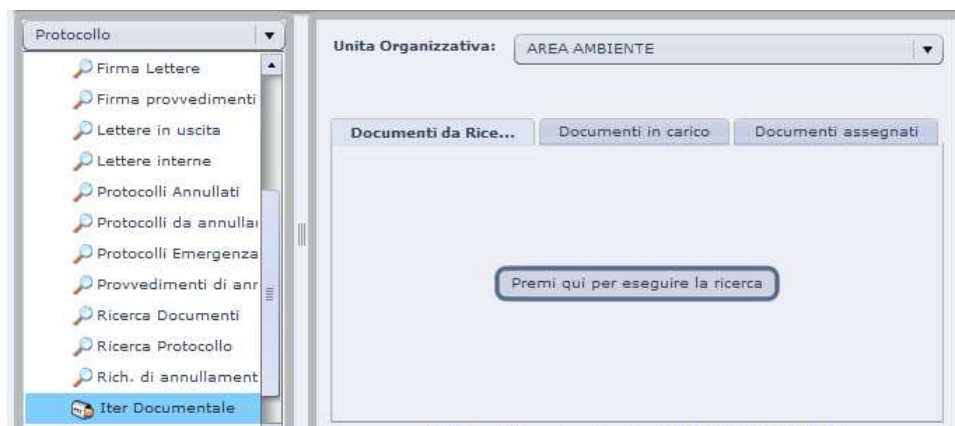 Protocollo
Firma Lettere
Firma provvedimenti
Lettere in uscita
Lettere interne
Protocolli Annullati
Protocolli da annulla
Protocolli Emergenza
Provvedimenti di anr
Ricerca Documenti
Ricerca Protocollo
Rich. di annullament
Iter Documentale
Unita Organizzativa: AREA AMBIENTE
Documenti da Rice... Documenti in carico Documenti assegnati
Premi qui per eseguire la ricerca